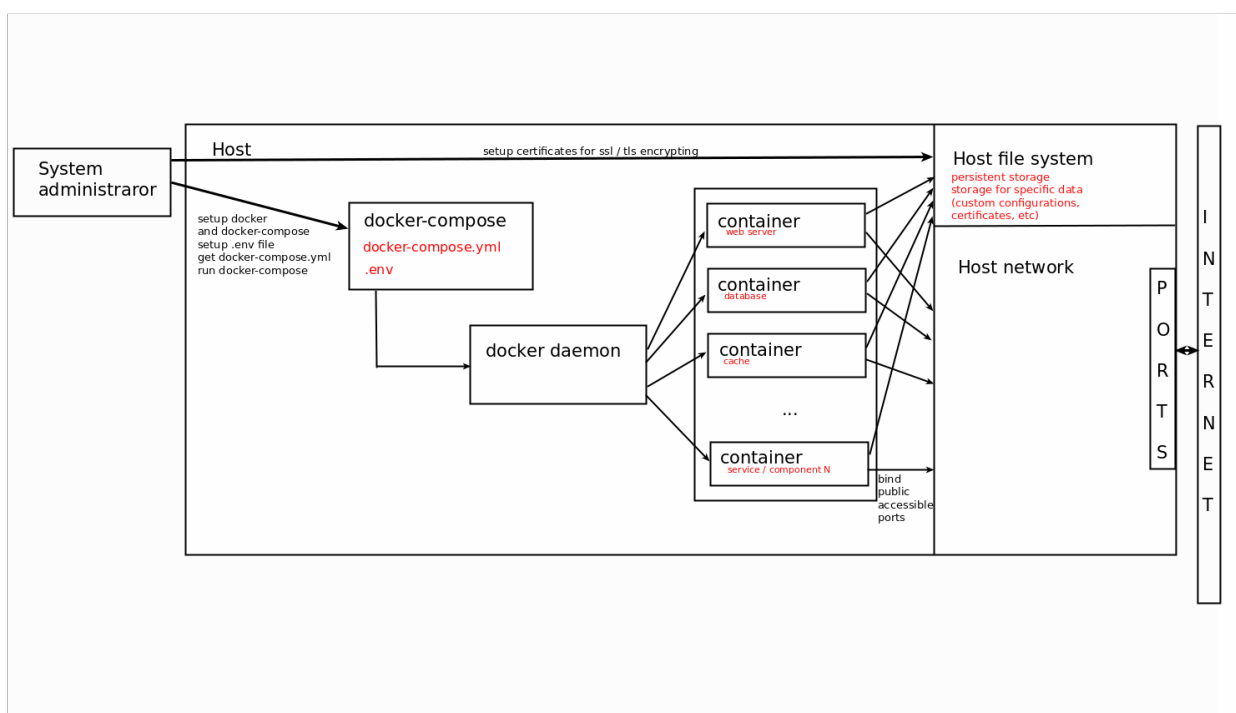 Host
setup certificates for ssl / tls encrypting
System
administraror
setup docker
and docker-compose
setup .env file
get docker-compose.yml
run docker-compose
docker-compose
docker-compose.yml
.env
docker daemon
container
web server
container
database
container
cache
...
container
service / component N
bind
public
accessible
ports
Host file system
persistent storage
storage for specific data
(custom configurations,
certificates, etc)
Host network
PORTS
INTERNET